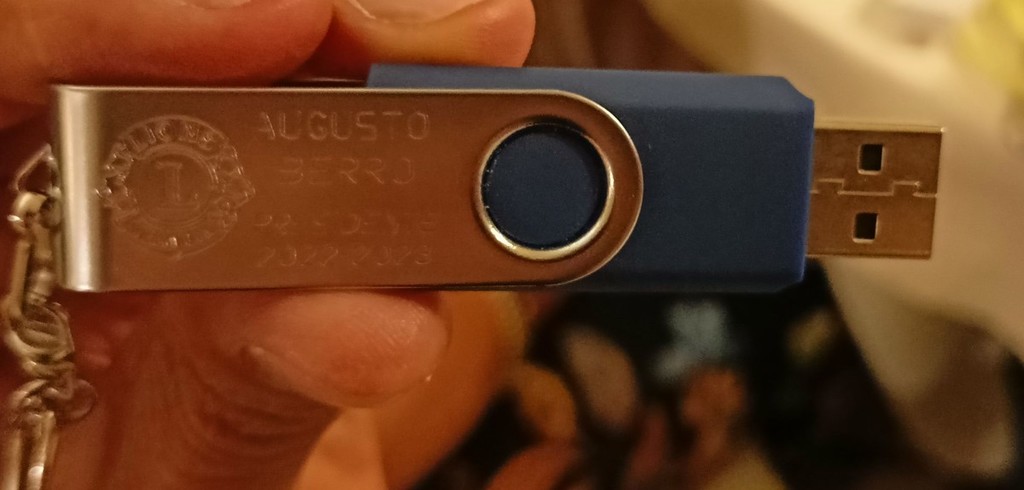 AUGUSTO
BERRO
PRESIDENTE
2022 2023
L